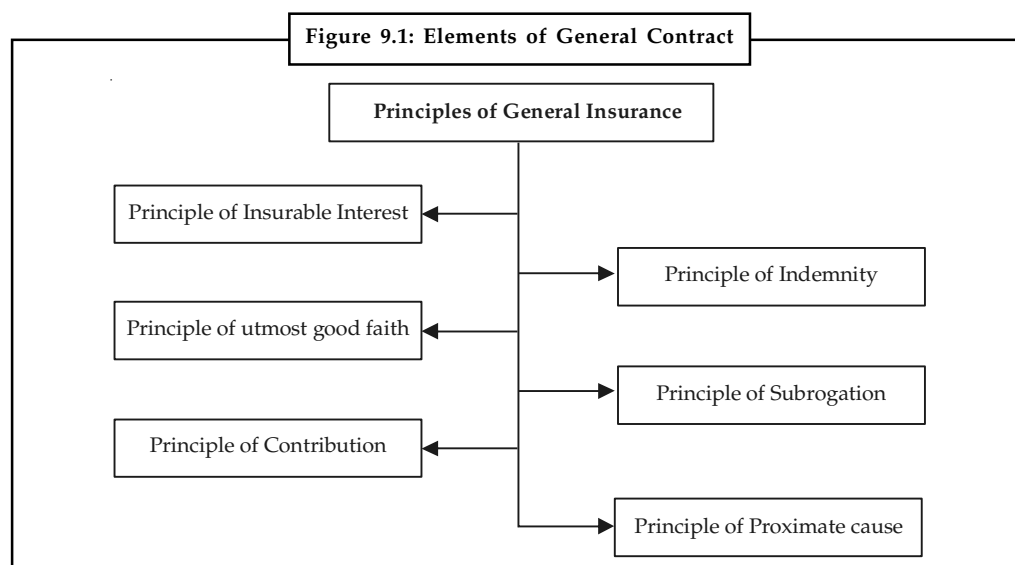 Figure 9.1: Elements of General Contract
Principles of General Insurance
Principle of Insurable Interest
Principle of Indemnity
Principle of utmost good faith
Principle of Subrogation
Principle of Contribution
Principle of Proximate cause